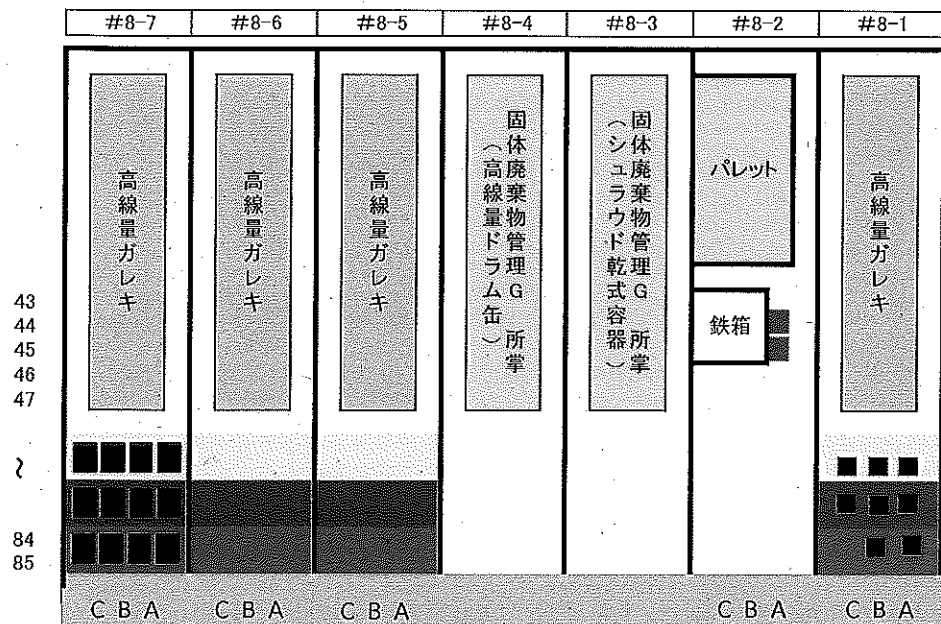 #8-7 #8-6 #8-5 #8-4 #8-3 #8-2 #8-1
高線量ガレキ
高線量ガレキ
高線量ガレキ
固体廃棄物管理G 所掌
(高線量ドラム缶)
固体廃棄物管理G 所掌
(シュラウド乾式容器)
パレット
鉄箱
高線量ガレキ
43
44
45
46
47
~
84
85
C B A C B A C B A C B A C B A